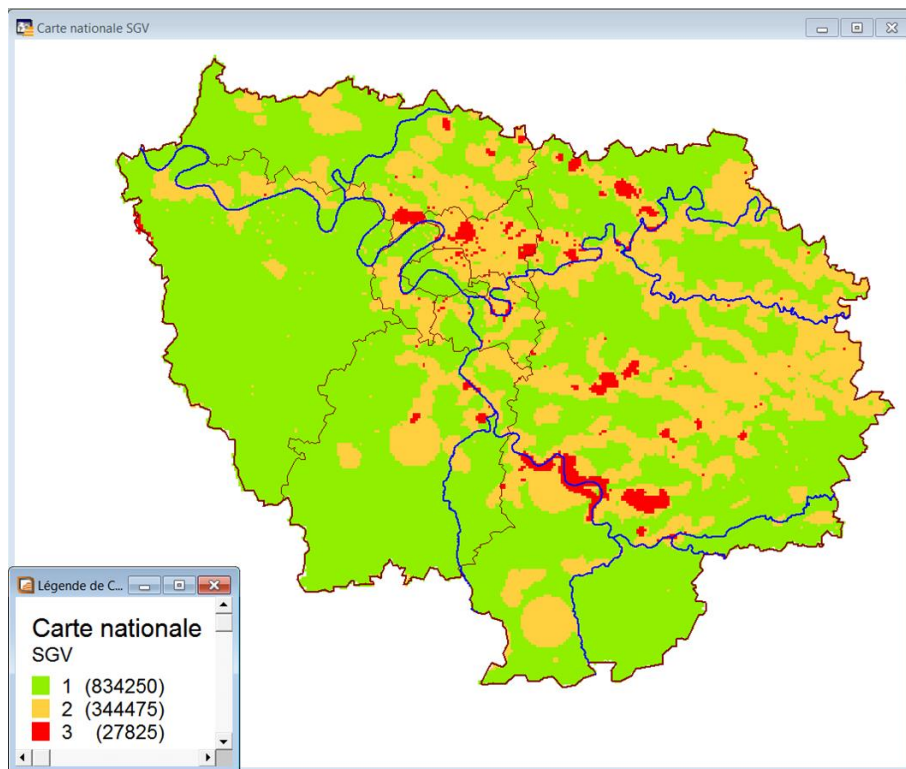 Carte nationale SGV
Légende de C...
Carte nationale
SGV
1 (834250)
2 (344475)
3 (27825)